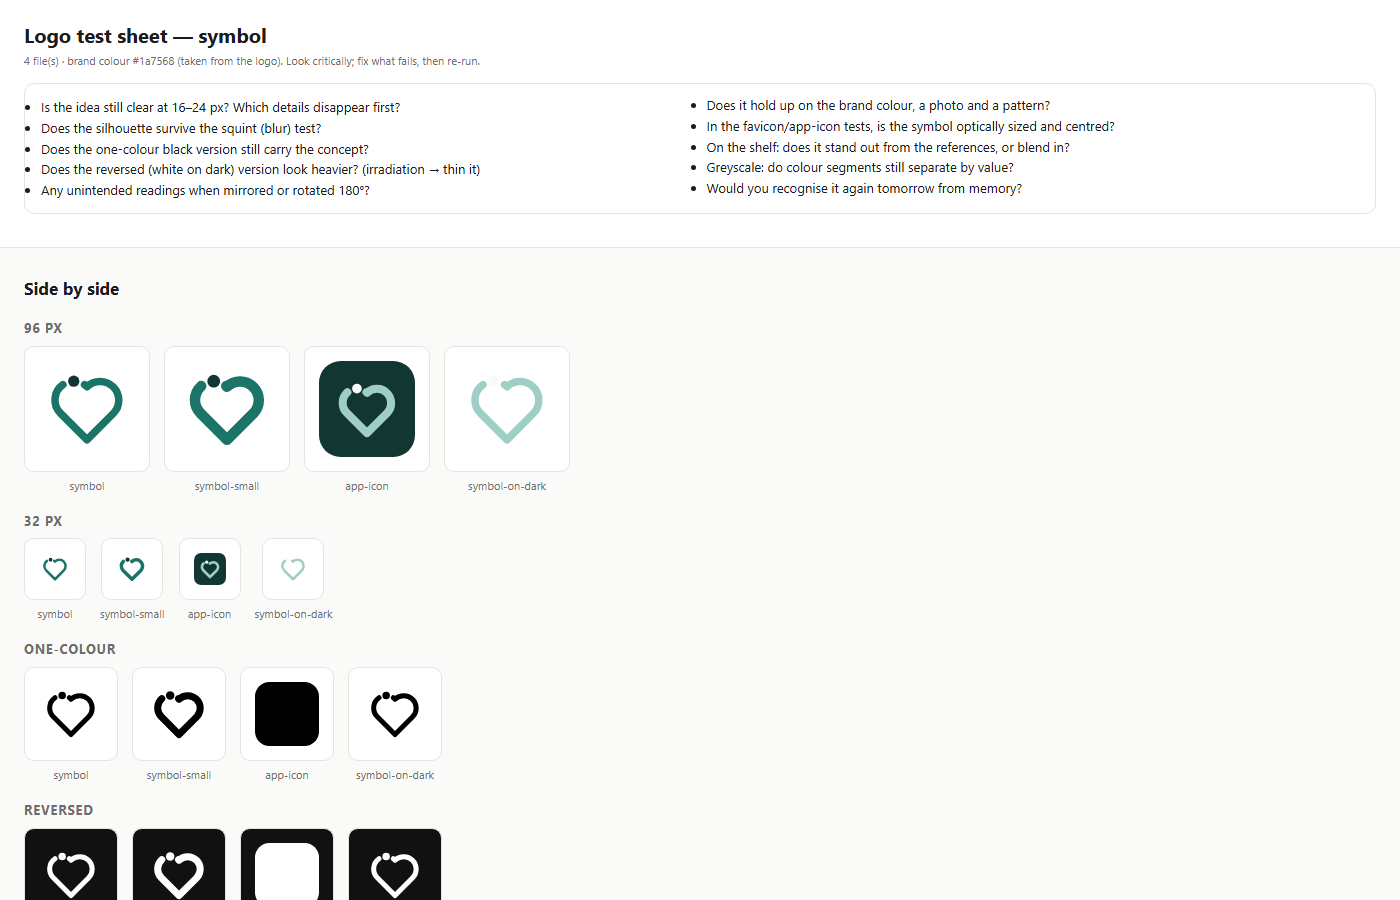 Logo test sheet — symbol
4 file(s) · brand colour #1a7568 (taken from the logo). Look critically; fix what fails, then re-run.
Is the idea still clear at 16–24 px? Which details disappear first?
Does the silhouette survive the squint (blur) test?
Does the one-colour black version still carry the concept?
Does the reversed (white on dark) version look heavier? (irradiation → thin it)
Any unintended readings when mirrored or rotated 180°?
Does it hold up on the brand colour, a photo and a pattern?
In the favicon/app-icon tests, is the symbol optically sized and centred?
On the shelf: does it stand out from the references, or blend in?
Greyscale: do colour segments still separate by value?
Would you recognise it again tomorrow from memory?
Side by side
96 PX
symbol symbol-small app-icon symbol-on-dark
32 PX
symbol symbol-small app-icon symbol-on-dark
ONE-COLOUR
symbol symbol-small app-icon symbol-on-dark
REVERSED